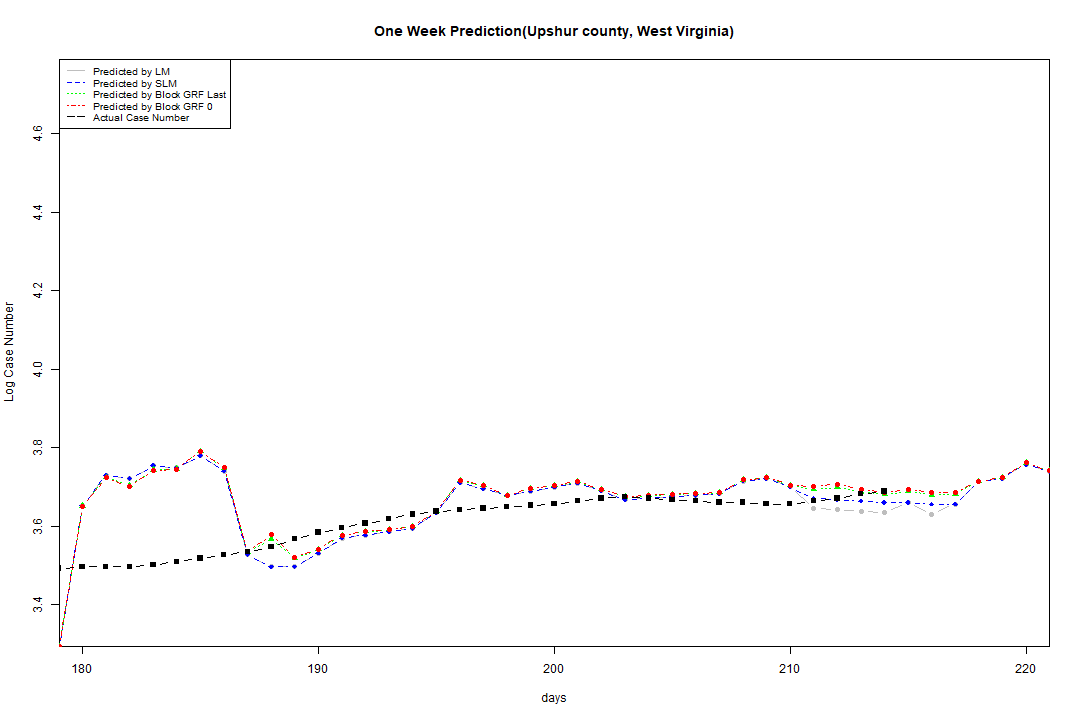 One Week Prediction(Upshur county, West Virginia)
Predicted by LM
Predicted by SLM
Predicted by Block GRF Last
Predicted by Block GRF 0
Actual Case Number
4.6
4.4
4.2
4.0
3.8
3.6
3.4
Log Case Number
180 190 200 210 220
days